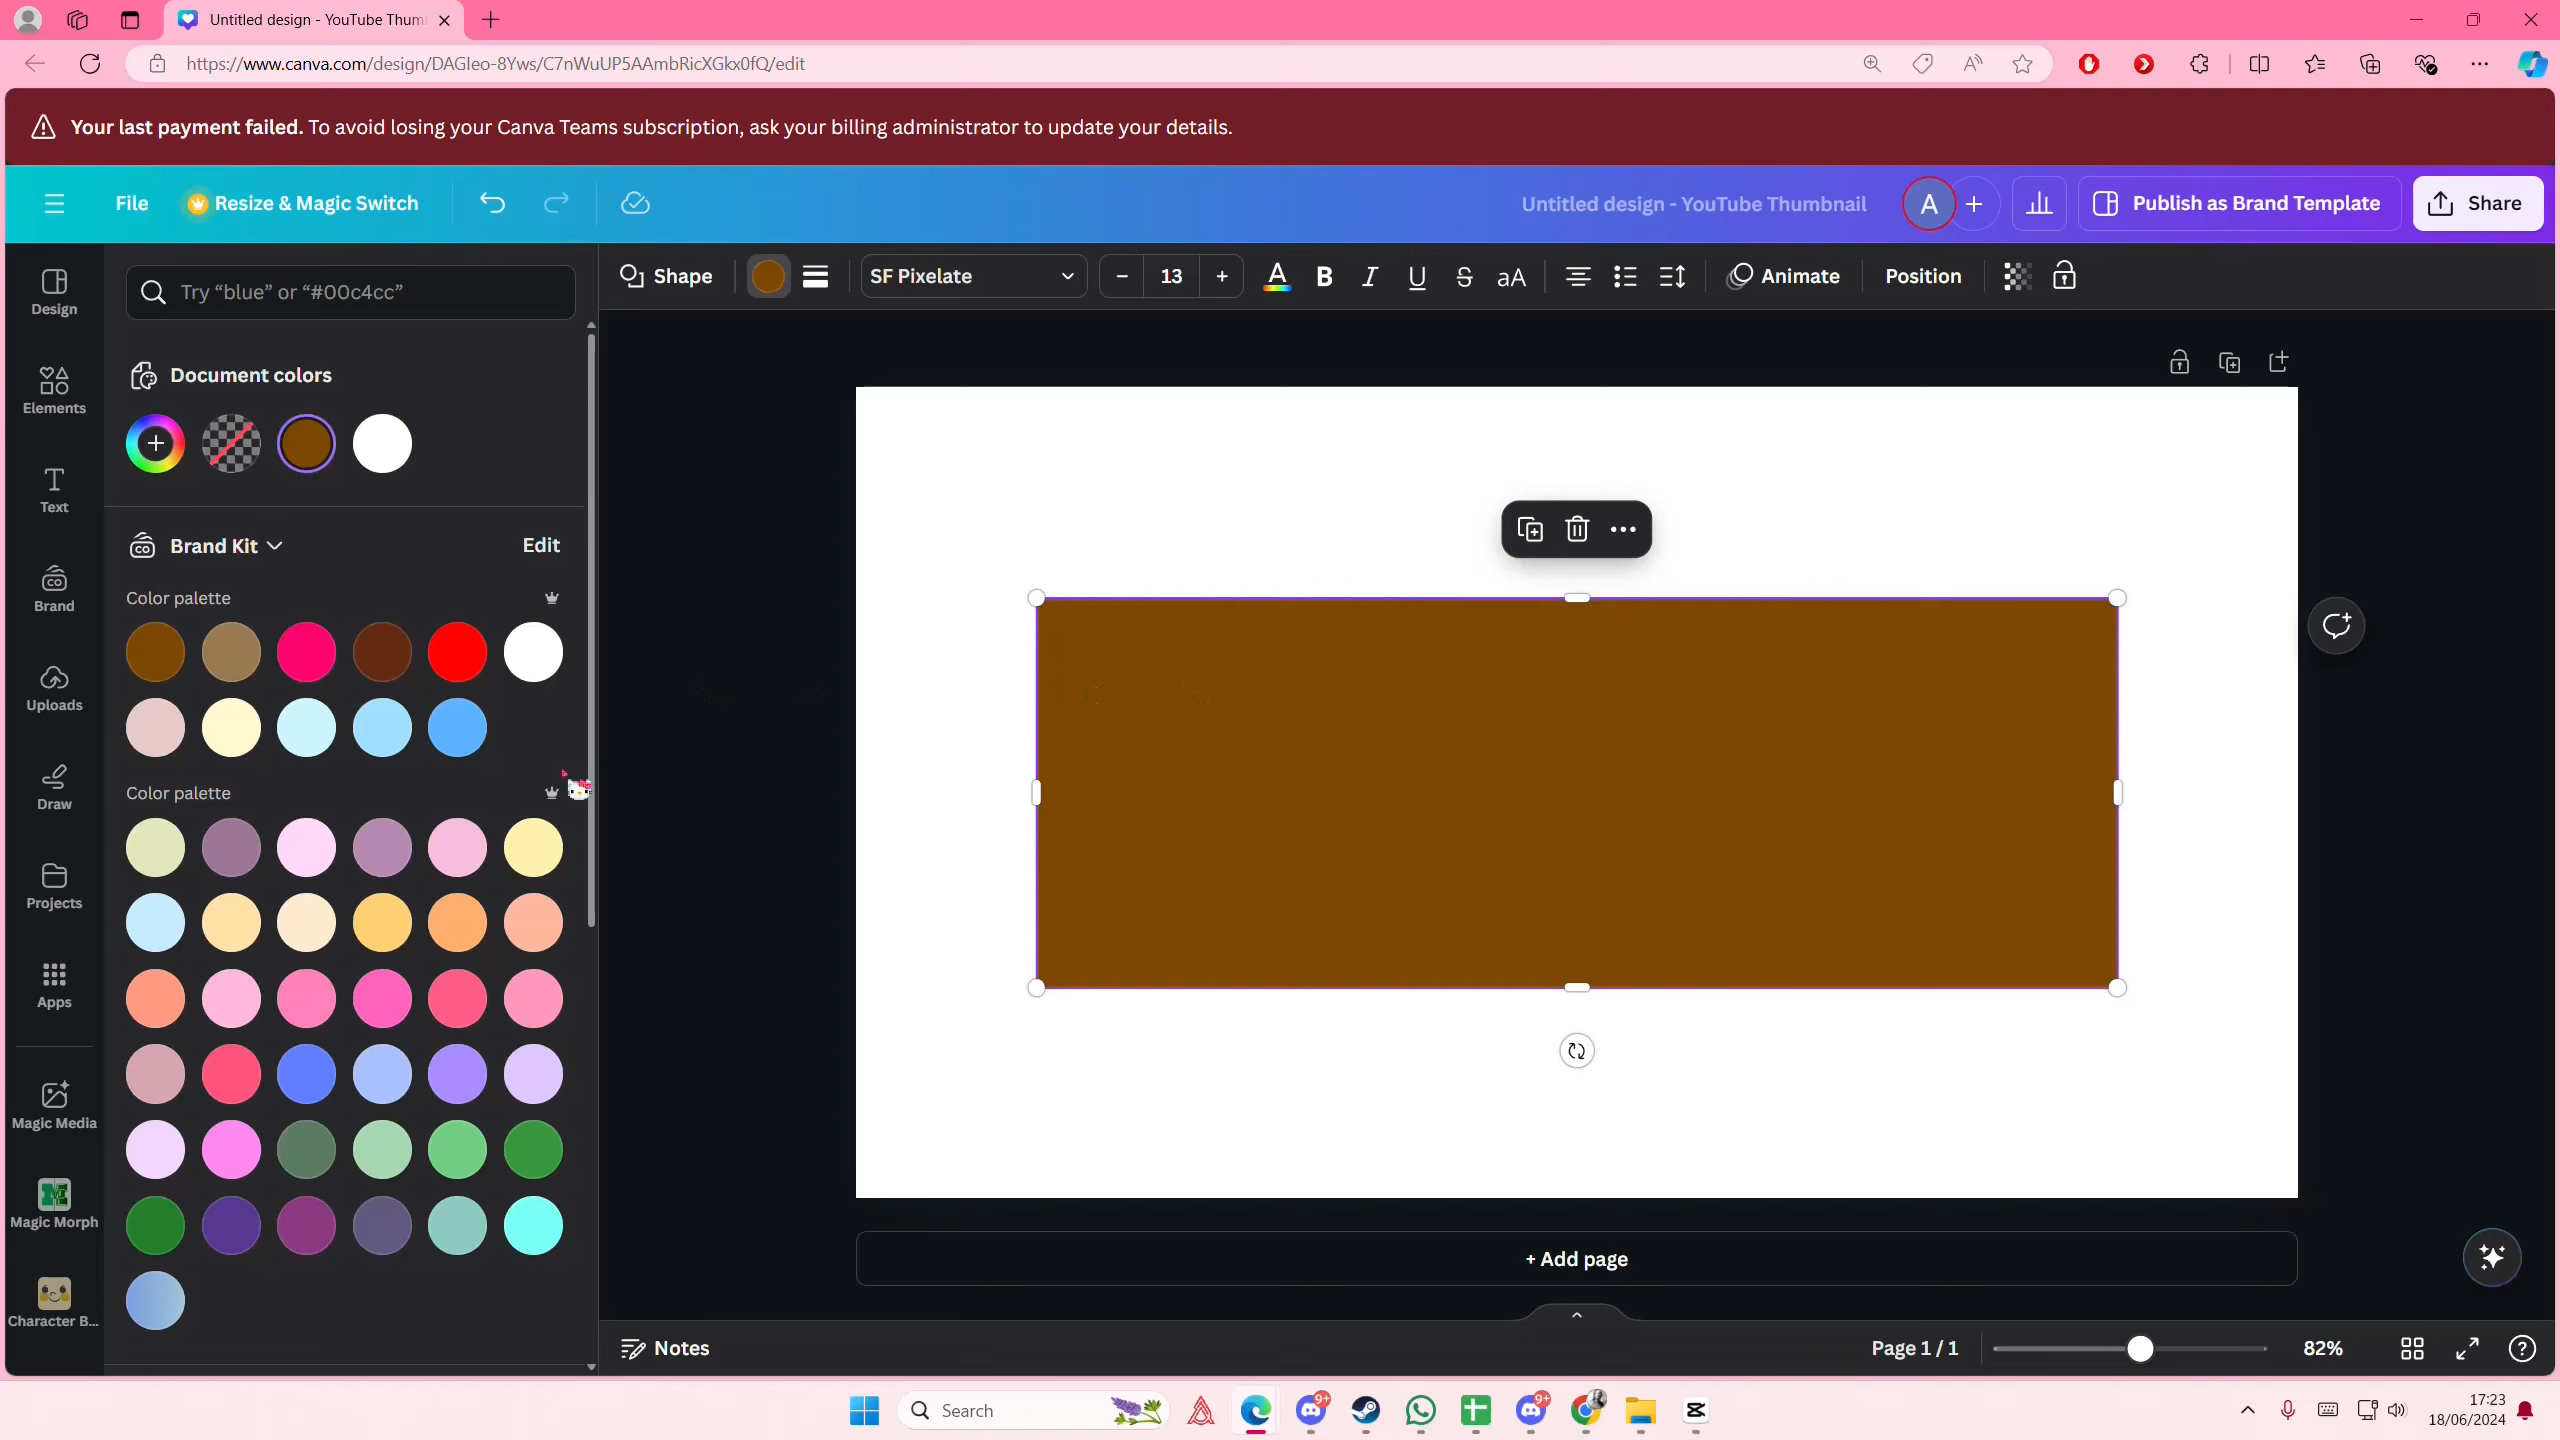 Untitled design - YouTube Thum
https://www.canva.com/design/DAGIeo-8Yws/C7nWuUP5AAmbRicXGkx0fQ/edit
Your last payment failed. To avoid losing your Canva Teams subscription, ask your billing administrator to update your details.
File
Resize & Magic Switch
Untitled design - YouTube Thumbnail
A
Publish as Brand Template
Share
Design
Elements
Text
Brand
Uploads
Draw
Projects
Apps
Magic Media
Magic Morph
Character B...
Try “blue” or “#00c4cc”
Document colors
Brand Kit
Edit
Color palette
Color palette
Shape
SF Pixelate
13
A
B
I
U
S
aA
Animate
Position
+ Add page
Notes
Page 1 / 1
82%
Search
9+
9+
17:23
18/06/2024